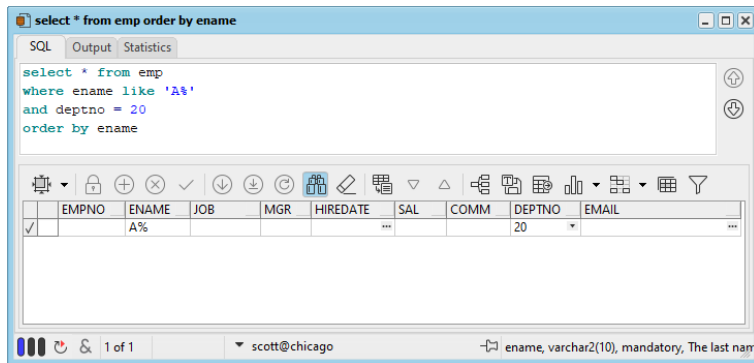 select * from emp order by ename
SQL Output Statistics
select * from emp
where ename like 'A%'
and deptno = 20
order by ename
EMPNO ENAME JOB MGR HIREDATE SAL COMM DEPTNO EMAIL
A% 20
& 1 of 1 scott@chicago ename, varchar2(10), mandatory, The last nam